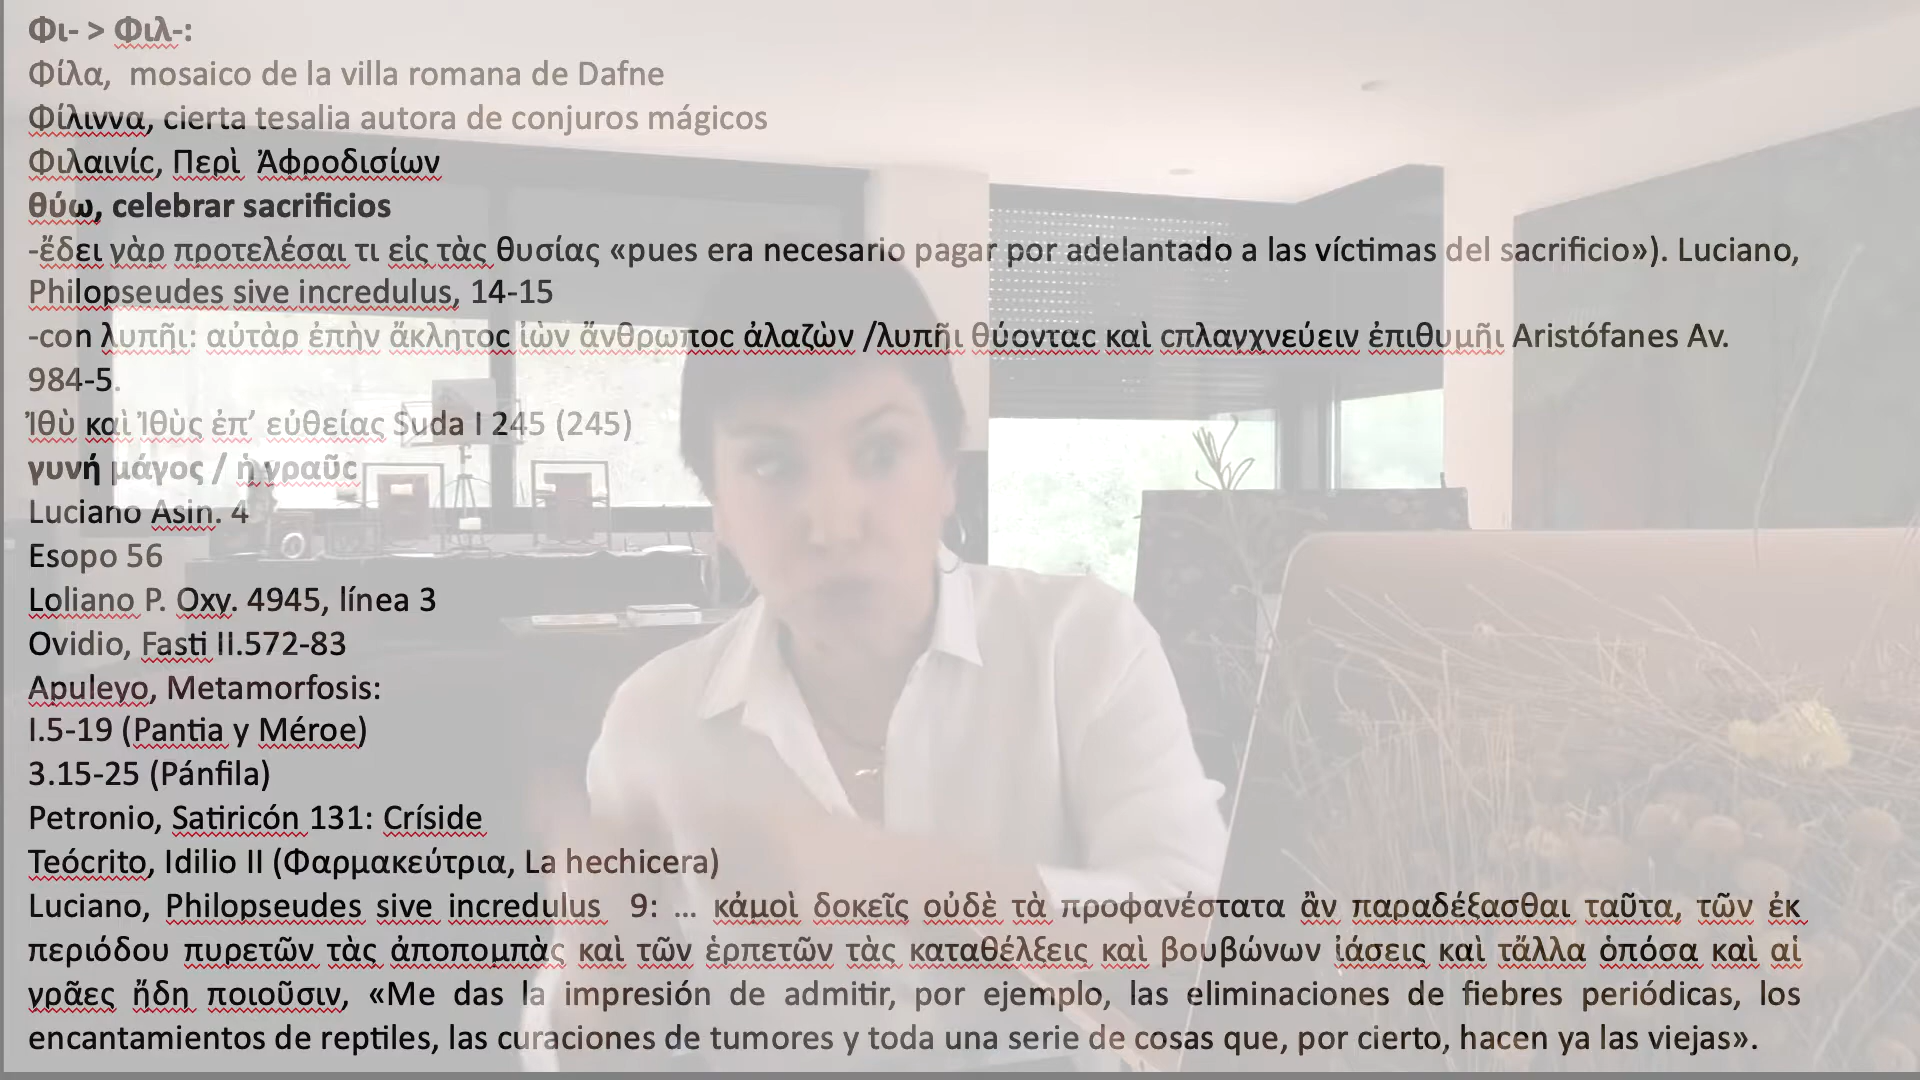 Φι- > Φιλ-:
Φίλα, mosaico de la villa romana de Dafne
Φίλιννα, cierta tesalia autora de conjuros mágicos
Φιλαινίc, Περὶ Ἀφροδισίων
θύω, celebrar sacrificios
-ἔδει γὰρ προτελέσαι τι εἰς τὰς θυσίας «pues era necesario pagar por adelantado a las víctimas del sacrificio»). Luciano,
Philopseudes sive incredulus, 14-15
-con λυπῆι: αὐτὰρ ἐπὴν ἄκλητοc ἰὼν ἄνθρωποc ἀλαζὼν /λυπῆι θύονταc καὶ cπλαγχνεύειν ἐπιθυμῆι Aristófanes Av.
984-5.
Ἰθὺ καὶ Ἰθὺς ἐπ’ εὐθείας Suda I 245 (245)
γυνή μάγος / ἡ γραῦc
Luciano Asin. 4
Esopo 56
Loliano P. Oxy. 4945, línea 3
Ovidio, Fasti II.572-83
Apuleyo, Metamorfosis:
I.5-19 (Pantia y Méroe)
3.15-25 (Pánfila)
Petronio, Satiricón 131: Críside
Teócrito, Idilio II (Φαρμακεύτρια, La hechicera)
Luciano, Philopseudes sive incredulus 9: … κἀμοὶ δοκεῖς οὐδὲ τὰ προφανέστατα ἂν παραδέξασθαι ταῦτα, τῶν ἐκ
περιόδου πυρετῶν τὰς ἀποπομπὰς καὶ τῶν ἑρπετῶν τὰς καταθέλξεις καὶ βουβώνων ἰάσεις καὶ τἄλλα ὁπόσα καὶ αἱ
γρᾶες ἤδη ποιοῦσιν, «Me das la impresión de admitir, por ejemplo, las eliminaciones de fiebres periódicas, los
encantamientos de reptiles, las curaciones de tumores y toda una serie de cosas que, por cierto, hacen ya las viejas».